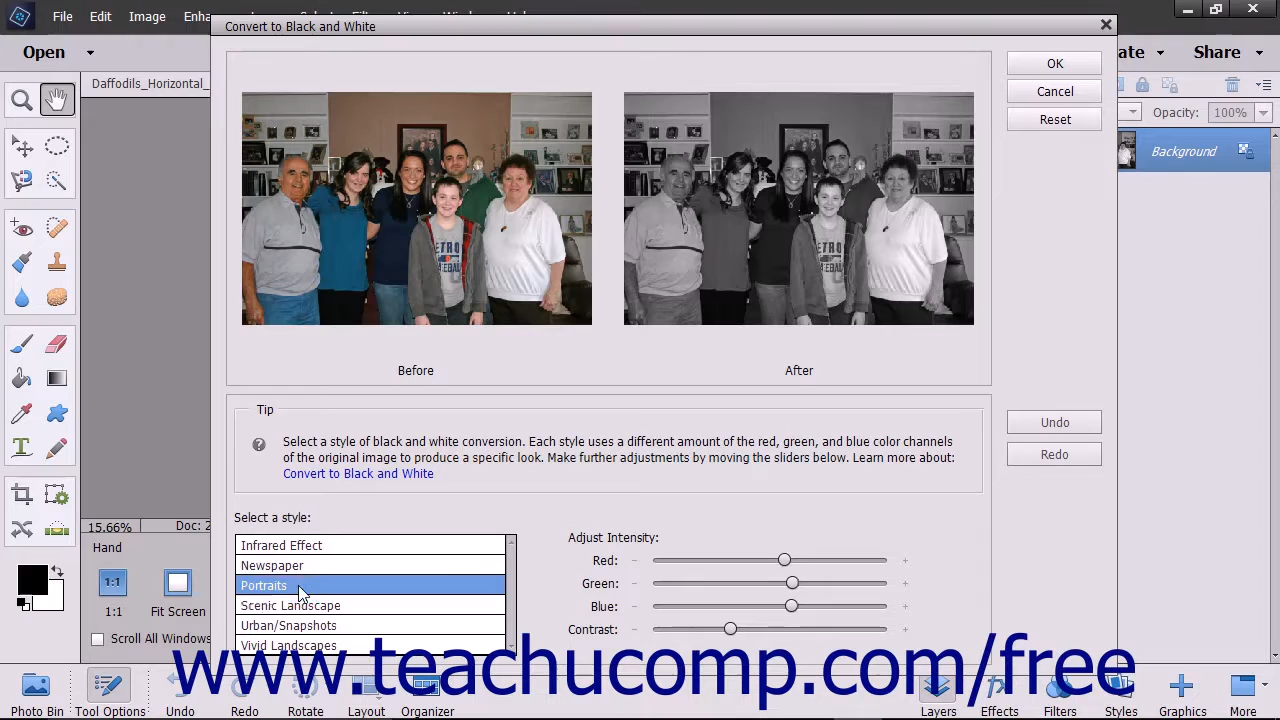 File Edit Image Enha
Convert to Black and White
Open
ate Share
Daffodils_Horizontal_
OK
Cancel
Reset
Opacity: 100%
Background
Before After
Tip
Select a style of black and white conversion. Each style uses a different amount of the red, green, and blue color channels
of the original image to produce a specific look. Make further adjustments by moving the sliders below. Learn more about:
Convert to Black and White
Undo
Redo
Select a style:
Infrared Effect
Newspaper
Portraits
Scenic Landscape
Urban/Snapshots
Vivid Landscapes
Adjust Intensity:
Red:
Green:
Blue:
Contrast:
15.66% Doc: 2
Hand
1:1
1:1 Fit Screen
Scroll All Windows
www.teachucomp.com/free
Photo Bin Tool Options Undo Redo Rotate Layout Organizer Layers Effects Filters Styles Graphics More